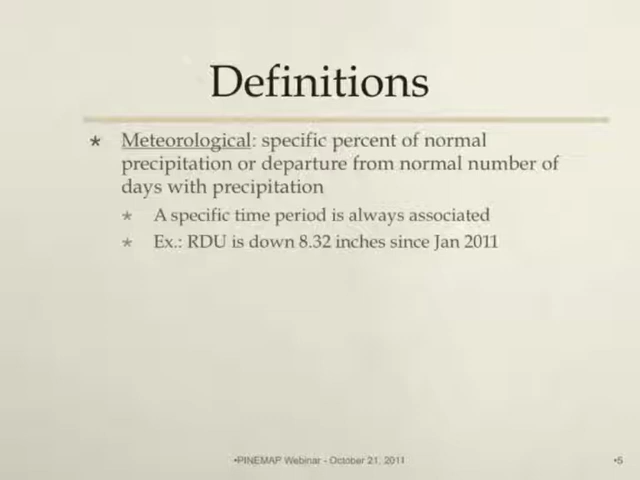 Definitions
* Meteorological: specific percent of normal
precipitation or departure from normal number of
days with precipitation
* A specific time period is always associated
* Ex.: RDU is down 8.32 inches since Jan 2011
•PINEMAP Webinar - October 21, 2011
•5